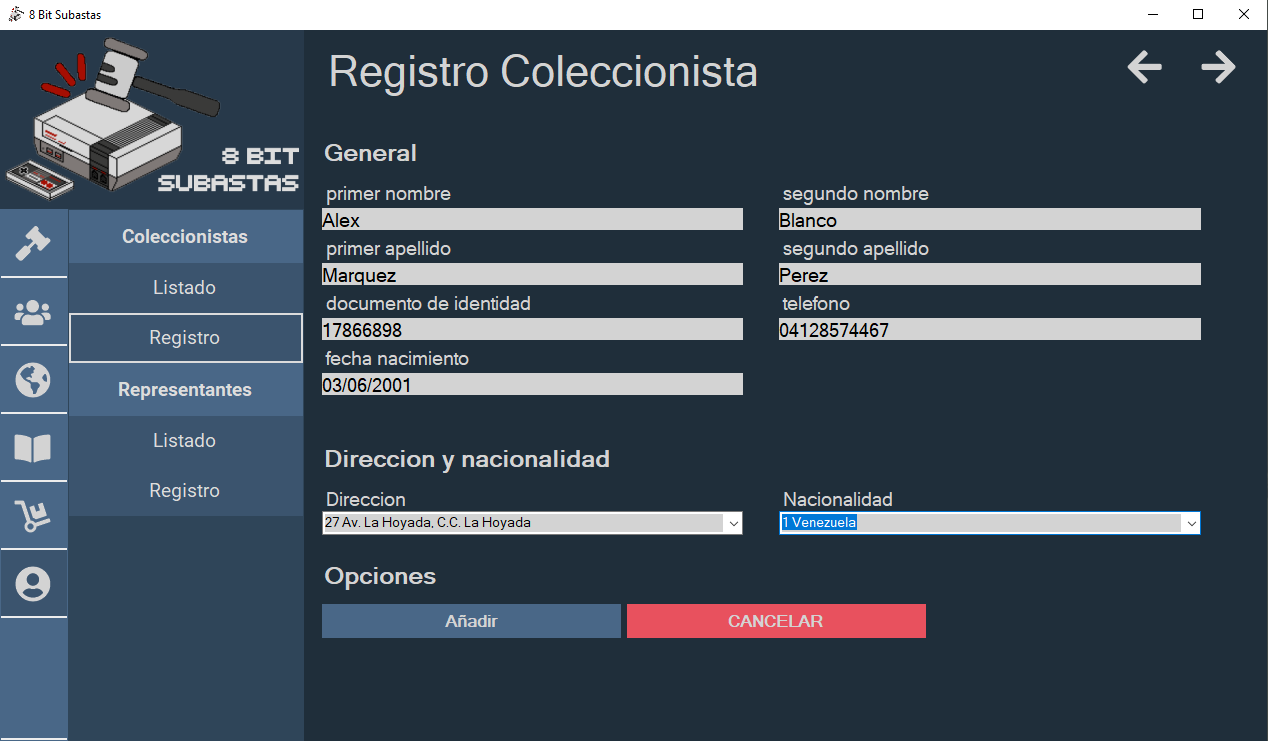 8 Bit Subastas
8 BIT
SUBASTAS
Coleccionistas
Listado
Registro
Representantes
Listado
Registro
Registro Coleccionista
General
primer nombre
segundo nombre
Alex
Blanco
primer apellido
segundo apellido
Marquez
Perez
documento de identidad
telefono
17866898
04128574467
fecha nacimiento
03/06/2001
Direccion y nacionalidad
Direccion
Nacionalidad
27 Av. La Hoyada, C.C. La Hoyada
1 Venezuela
Opciones
Añadir
CANCELAR